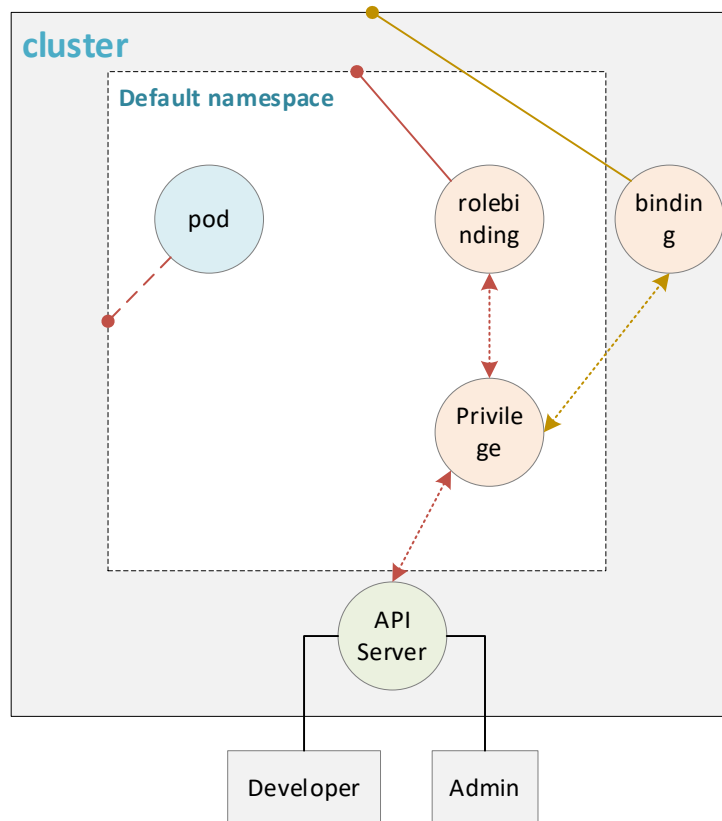 cluster
Default namespace
pod
rolebi
nding
bindin
g
Privile
ge
API
Server
Developer
Admin